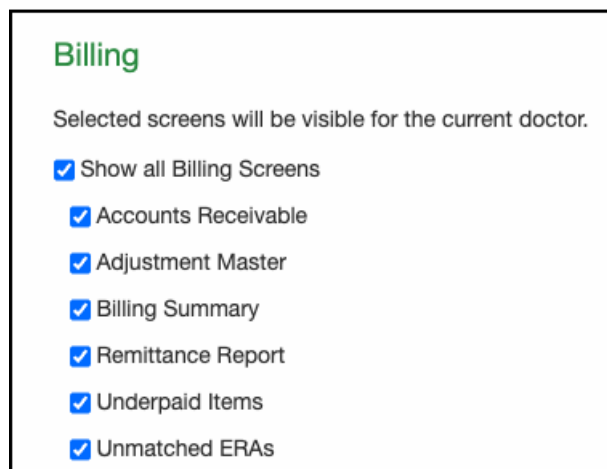 Billing
Selected screens will be visible for the current doctor.
Show all Billing Screens
Accounts Receivable
Adjustment Master
Billing Summary
Remittance Report
Underpaid Items
Unmatched ERAs